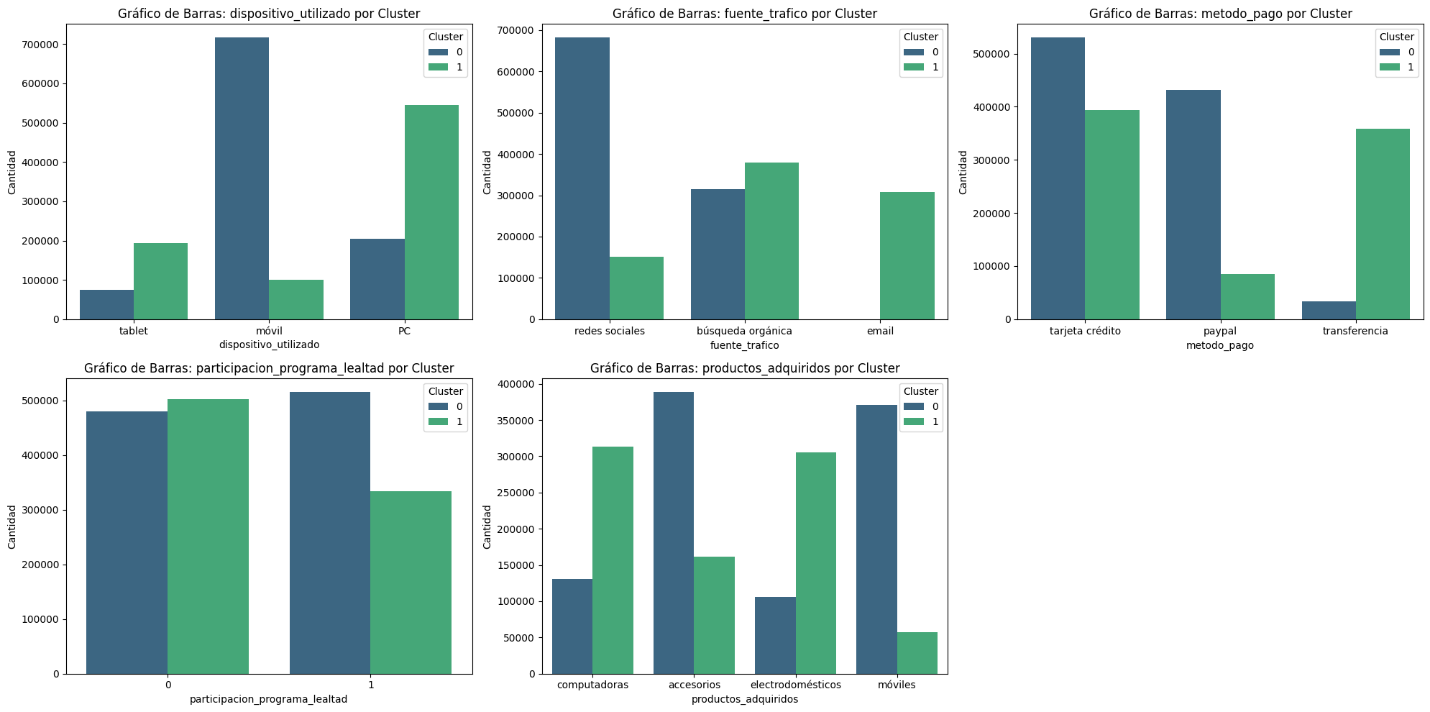 Gráfico de Barras: dispositivo_utilizado por Cluster
Cantidad
700000
600000
500000
400000
300000
200000
100000
0
Cluster
0
1
tablet móvil PC
dispositivo_utilizado
Gráfico de Barras: fuente_trafico por Cluster
Cantidad
700000
600000
500000
400000
300000
200000
100000
0
Cluster
0
1
redes sociales búsqueda orgánica email
fuente_trafico
Gráfico de Barras: metodo_pago por Cluster
Cantidad
500000
400000
300000
200000
100000
0
Cluster
0
1
tarjeta crédito paypal transferencia
metodo_pago
Gráfico de Barras: participacion_programa_lealtad por Cluster
Cantidad
500000
400000
300000
200000
100000
0
Cluster
0
1
0 1
participacion_programa_lealtad
Gráfico de Barras: productos_adquiridos por Cluster
Cantidad
400000
350000
300000
250000
200000
150000
100000
50000
0
Cluster
0
1
computadoras accesorios electrodomésticos móviles
productos_adquiridos